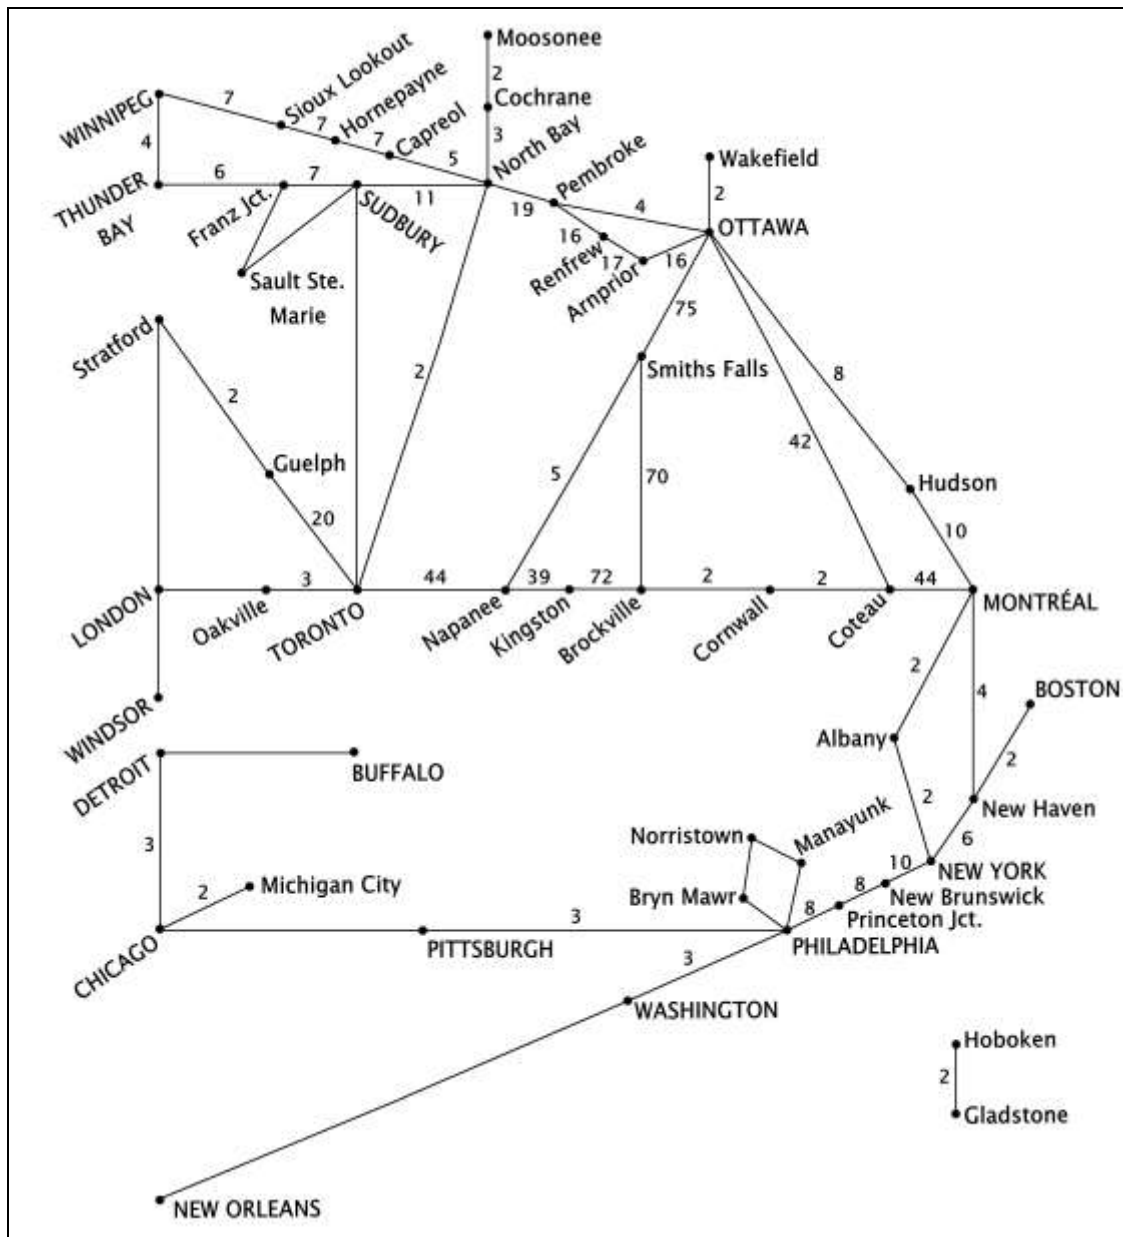 Moosonee
2
Sioux Lookout
Hornepayne
Cochrane
WINNIPEG
7
7
Capreol
7
3
4
5
North Bay
Pembroke
Wakefield
THUNDER
BAY
6
7
Franz Jct.
SUDBURY
11
19
4
2
OTTAWA
16
Renfrew
17
Arnprior
16
Sault Ste.
Marie
75
Stratford
2
Smiths Falls
8
2
42
Guelph
5
70
Hudson
20
10
3
44
39
72
2
2
44
LONDON
Oakville
TORONTO
Napanee
Kingston
Brockville
Cornwall
Coteau
MONTRÉAL
2
4
BOSTON
WINDSOR
Albany
DETROIT
BUFFALO
2
2
New Haven
3
Norristown
Manayunk
6
10
NEW YORK
2
Michigan City
Bryn Mawr
8
New Brunswick
8
Princeton Jct.
3
CHICAGO
PITTSBURGH
PHILADELPHIA
3
WASHINGTON
Hoboken
2
Gladstone
NEW ORLEANS